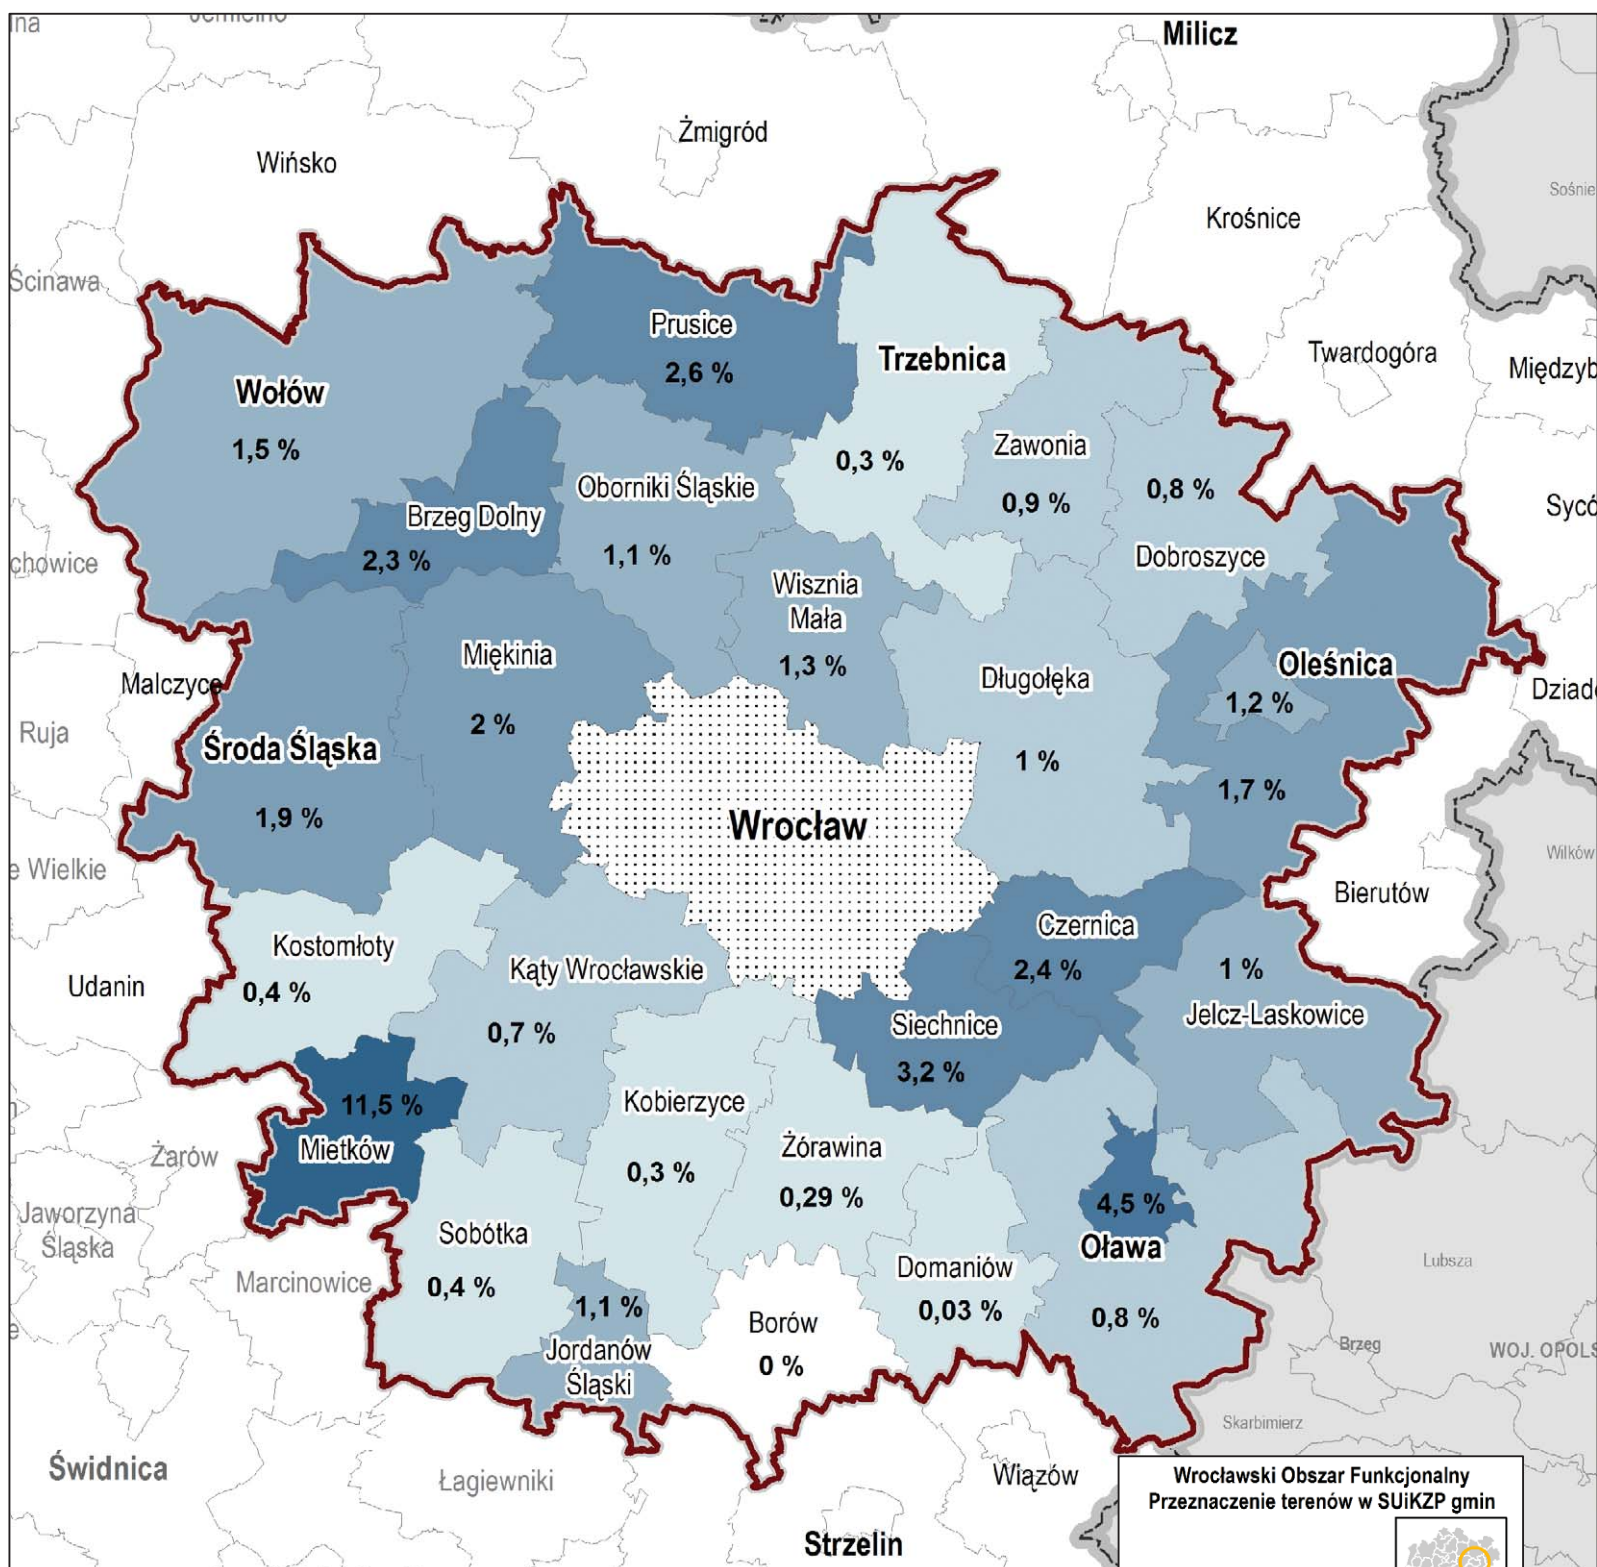 Milicz
Żmigród
Wińsko
Krośnice
Sośnie
Ścinawa
Prusice
2,6 %
Trzebnica
0,3 %
Twardogóra
Międzyb
Wołów
1,5 %
Zawonia
0,9 %
0,8 %
Dobroszyce
Oborniki Śląskie
1,1 %
Brzeg Dolny
2,3 %
Sycó
chowice
Wisznia
Mała
1,3 %
Miękinia
2 %
Długołęka
1 %
Oleśnica
1,2 %
1,7 %
Malczyce
Dziad
Ruja
Środa Śląska
1,9 %
Wrocław
Wilków
e Wielkie
Bierutów
Czernica
2,4 %
Kostomłoty
0,4 %
Kąty Wrocławskie
0,7 %
1 %
Jelcz-Laskowice
Udanin
Siechnice
3,2 %
11,5 %
Mietków
Kobierzyce
0,3 %
Żórawina
0,29 %
Żarów
4,5 %
Oława
0,8 %
Jaworzyna
Śląska
Sobótka
0,4 %
Marcinowice
Domaniów
0,03 %
Lubsza
1,1 %
Jordanów
Śląski
Borów
0 %
Brzeg
WOJ. OPOLS
Skarbimierz
Świdnica
Łagiewniki
Wiązów
Strzelin
Wrocławski Obszar Funkcjonalny
Przeznaczenie terenów w SUiKZP gmin